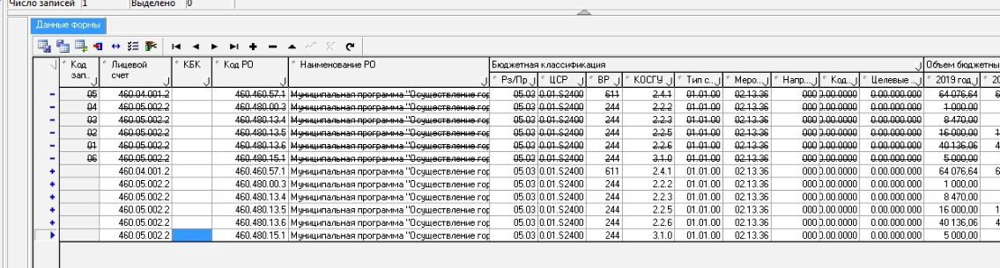 Число записей 1 Выделено 0
Данные Формы
Код зап.. Лицевой счет КБК Код РО Наименование РО Бюджетная классификация Объем бюджетны
Рз/Пр ЦСР ВР КОСГУ Тип с... Меро... Напр... Код... Целевые 2019 год 20
05 460.04.001.2 460.460.57.1 Муниципальная программа "Осуществление гор 05.03 0.01.S2400 611 2.4.1 01.01.00 02.13.36 000 0.00.0000 0.00.000.000 64 076,64 6
04 460.05.002.2 460.480.00.3 Муниципальная программа "Осуществление гор 05.03 0.01.S2400 244 2.2.2 01.01.00 02.13.36 000 0.00.0000 0.00.000.000 1 000,00
03 460.05.002.2 460.480.13.4 Муниципальная программа "Осуществление гор 05.03 0.01.S2400 244 2.2.3 01.01.00 02.13.36 000 0.00.0000 0.00.000.000 8 470,00
02 460.05.002.2 460.480.13.5 Муниципальная программа "Осуществление гор 05.03 0.01.S2400 244 2.2.5 01.01.00 02.13.36 000 0.00.0000 0.00.000.000 16 000,00 1
01 460.05.002.2 460.480.13.6 Муниципальная программа "Осуществление гор 05.03 0.01.S2400 244 2.2.6 01.01.00 02.13.36 000 0.00.0000 0.00.000.000 40 136,06 4
06 460.05.002.2 460.480.15.1 Муниципальная программа "Осуществление гор 05.03 0.01.S2400 244 3.1.0 01.01.00 02.13.36 000 0.00.0000 0.00.000.000 5 000,00
460.04.001.2 460.460.57.1 Муниципальная программа "Осуществление гор 05.03 0.01.S2400 611 2.4.1 01.01.00 02.13.36 000 0.00.0000 0.00.000.000 64 076,64 6
460.05.002.2 460.480.00.3 Муниципальная программа "Осуществление гор 05.03 0.01.S2400 244 2.2.2 01.01.00 02.13.36 000 0.00.0000 0.00.000.000 1 000,00
460.05.002.2 460.480.13.4 Муниципальная программа "Осуществление гор 05.03 0.01.S2400 244 2.2.3 01.01.00 02.13.36 000 0.00.0000 0.00.000.000 8 470,00
460.05.002.2 460.480.13.5 Муниципальная программа "Осуществление гор 05.03 0.01.S2400 244 2.2.5 01.01.00 02.13.36 000 0.00.0000 0.00.000.000 16 000,00 1
460.05.002.2 460.480.13.6 Муниципальная программа "Осуществление гор 05.03 0.01.S2400 244 2.2.6 01.01.00 02.13.36 000 0.00.0000 0.00.000.000 40 136,06 4
460.05.002.2 460.480.15.1 Муниципальная программа "Осуществление гор 05.03 0.01.S2400 244 3.1.0 01.01.00 02.13.36 000 0.00.0000 0.00.000.000 5 000,00